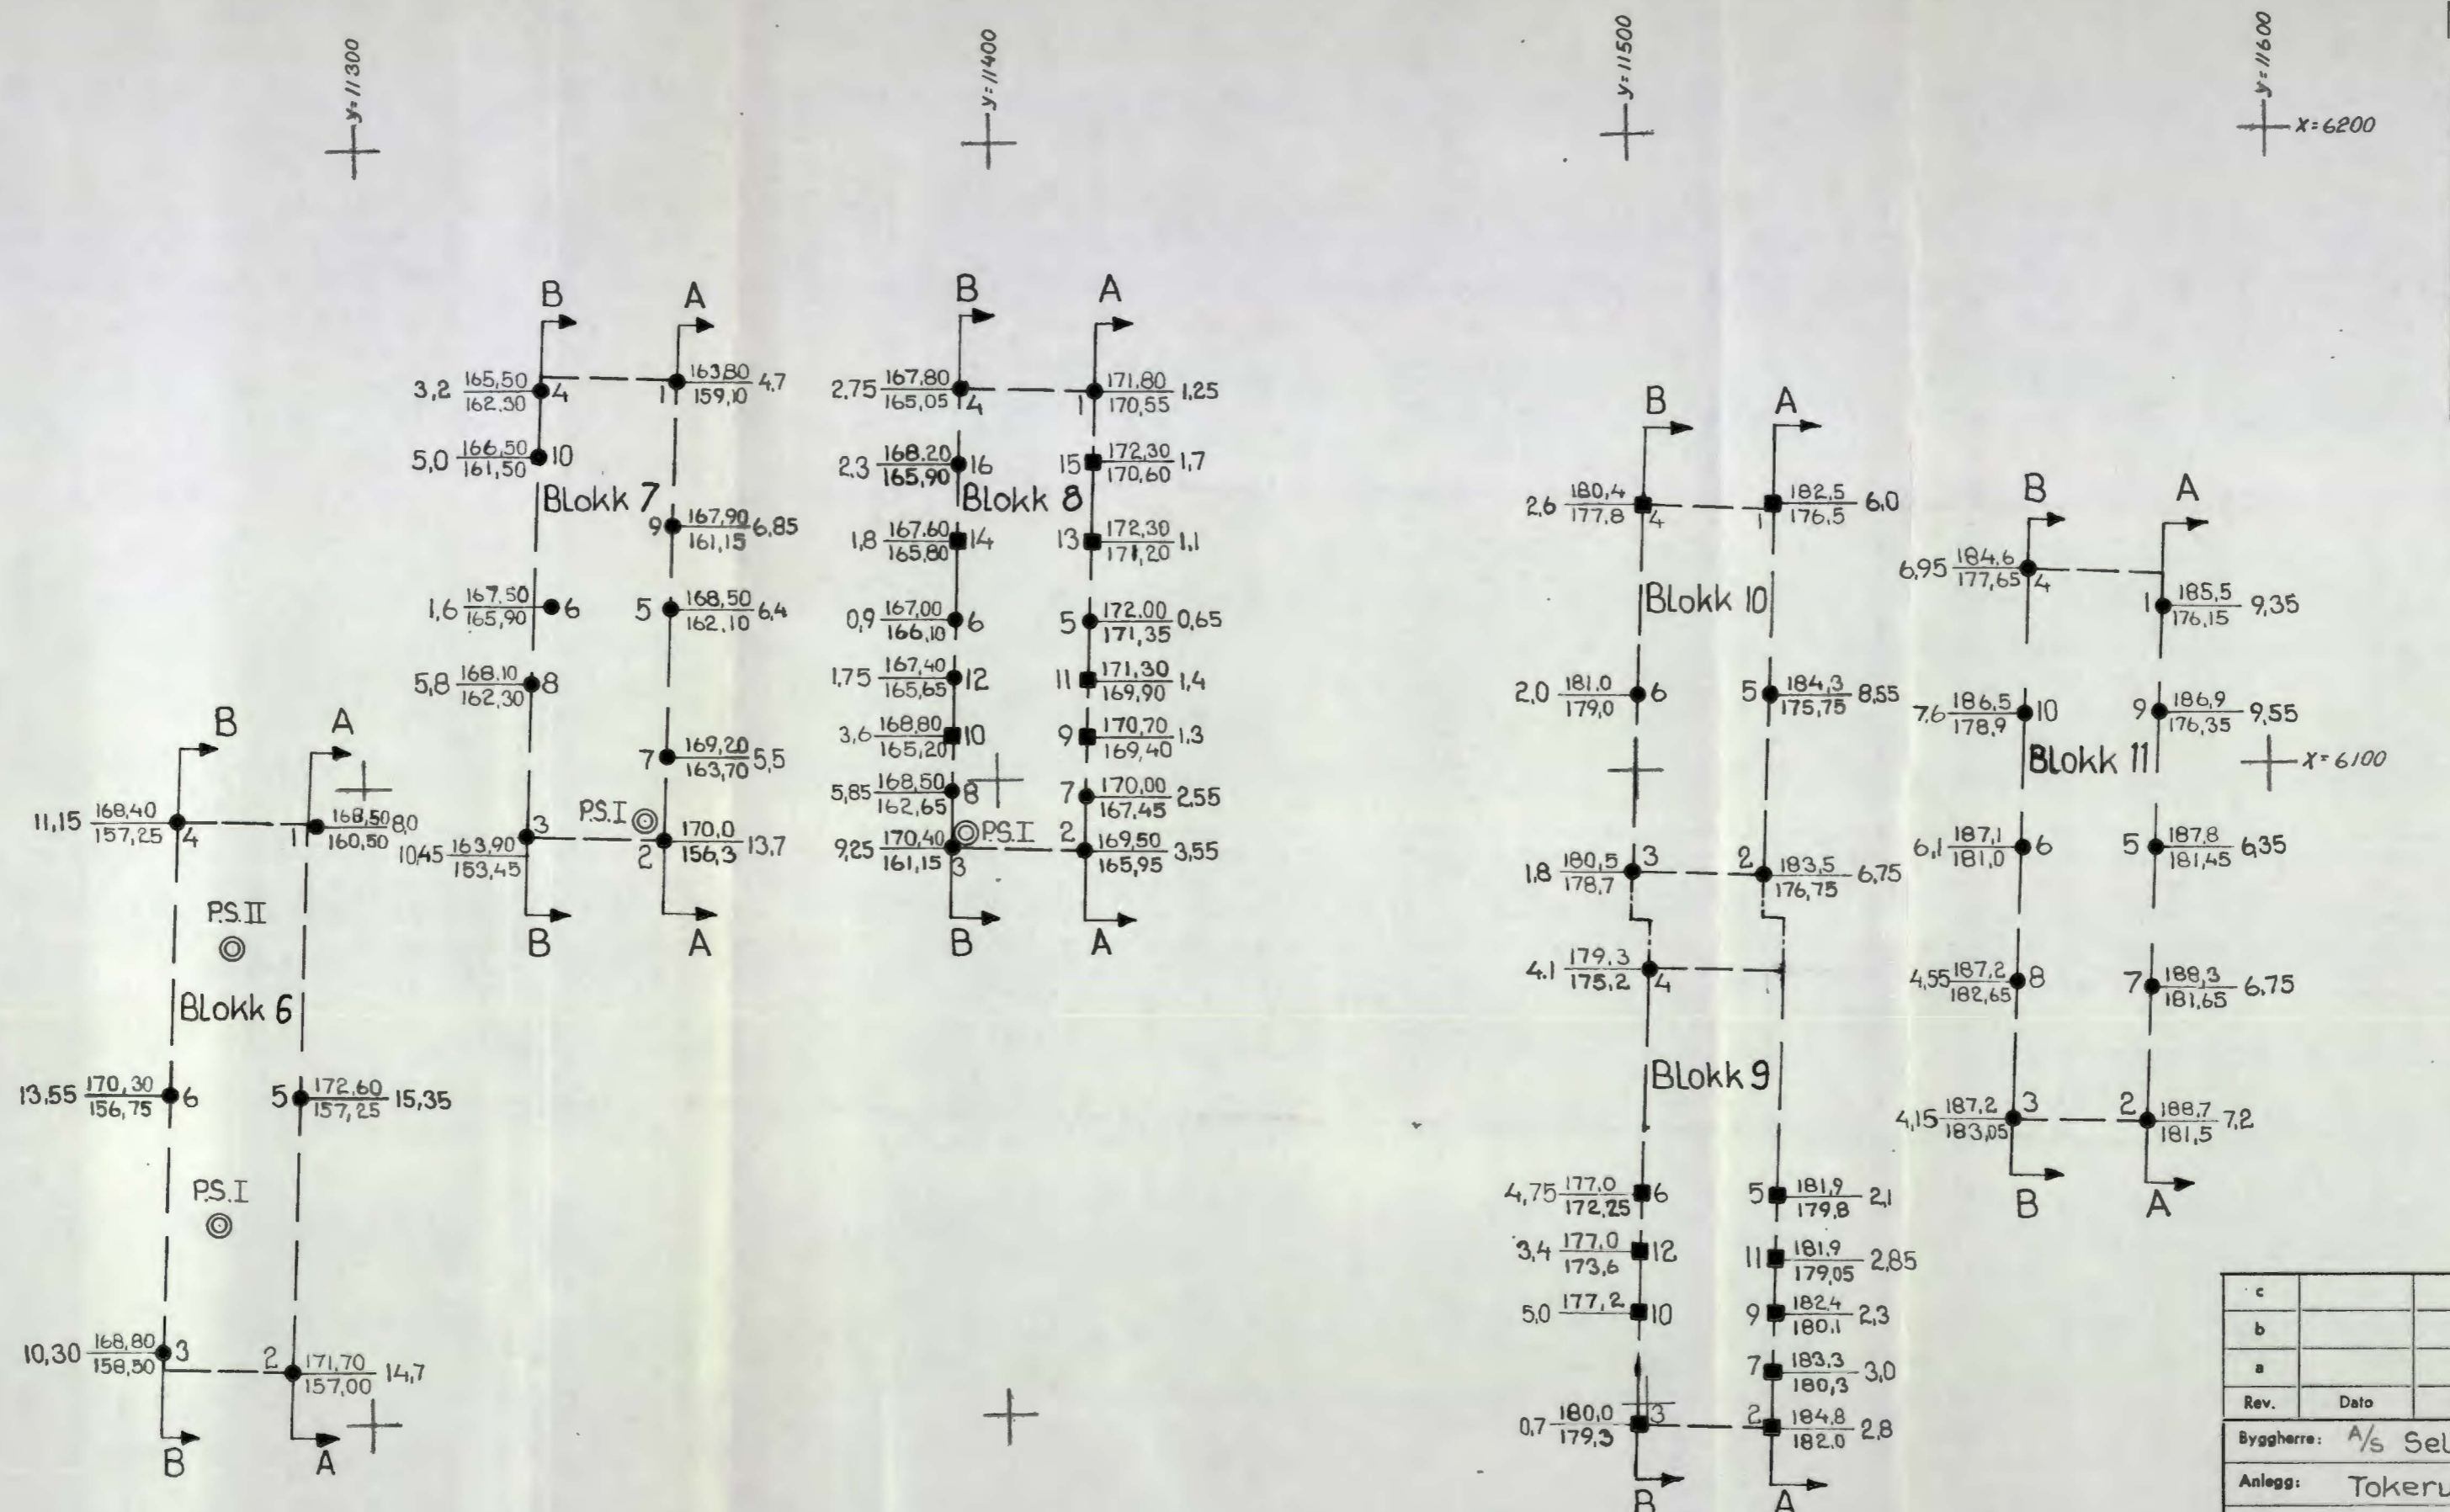 y=11300
y=11400
y=11500
y=11600
X=6200
B A
3,2 165,50 4
162,30
1 163,80 4,7
159,10
5,0 166,50 10
161,50
Blokk 7
9 167,90 6,85
161,15
1,6 167,50 6
165,90
5 168,50 6,4
162,10
5,8 168,10 8
162,30
7 169,20 5,5
163,70
P.S.I
10,45 163,90 3
153,45
2 170,0 13,7
156,3
B A
B A
2,75 167,80 4
165,05
1 171,80 1,25
170,55
2,3 168,20 16
165,90
15 172,30 1,7
170,60
Blokk 8
1,8 167,60 14
165,80
13 172,30 1,1
171,20
0,9 167,00 6
166,10
5 172,00 0,65
171,35
1,75 167,40 12
165,65
11 171,30 1,4
169,90
3,6 168,80 10
165,20
9 170,70 1,3
169,40
5,85 168,50 8
162,65
7 170,00 2,55
167,45
P.S.I
9,25 170,40 3
161,15
2 169,50 3,55
165,95
B A
B A
11,15 168,40 4
157,25
1 168,50 8,0
160,50
P.S.II
Blokk 6
13,55 170,30 6
156,75
5 172,60 15,35
157,25
P.S.I
10,30 168,80 3
158,50
2 171,70 14,7
157,00
B A
B A
2,6 180,4 4
177,8
1 182,5 6,0
176,5
Blokk 10
2,0 181,0 6
179,0
5 184,3 8,55
175,75
1,8 180,5 3
178,7
2 183,5 6,75
176,75
4,1 179,3 4
175,2
Blokk 9
4,75 177,0 6
172,25
5 181,9 2,1
179,8
3,4 177,0 12
173,6
11 181,9 2,85
179,05
5,0 177,2 10
9 182,4 2,3
180,1
7 183,3 3,0
180,3
0,7 180,0 3
179,3
2 184,8 2,8
182,0
B A
B A
6,95 184,6 4
177,65
1 185,5 9,35
176,15
7,6 186,5 10
178,9
9 186,9 9,55
176,35
Blokk 11
X=6100
6,1 187,1 6
181,0
5 187,8 6,35
181,45
4,55 187,2 8
182,65
7 188,3 6,75
181,65
4,15 187,2 3
183,05
2 188,7 7,2
181,5
B A
c
b
a
Rev. Dato
Byggherre: A/s Sel
Anlegg: Tokeru